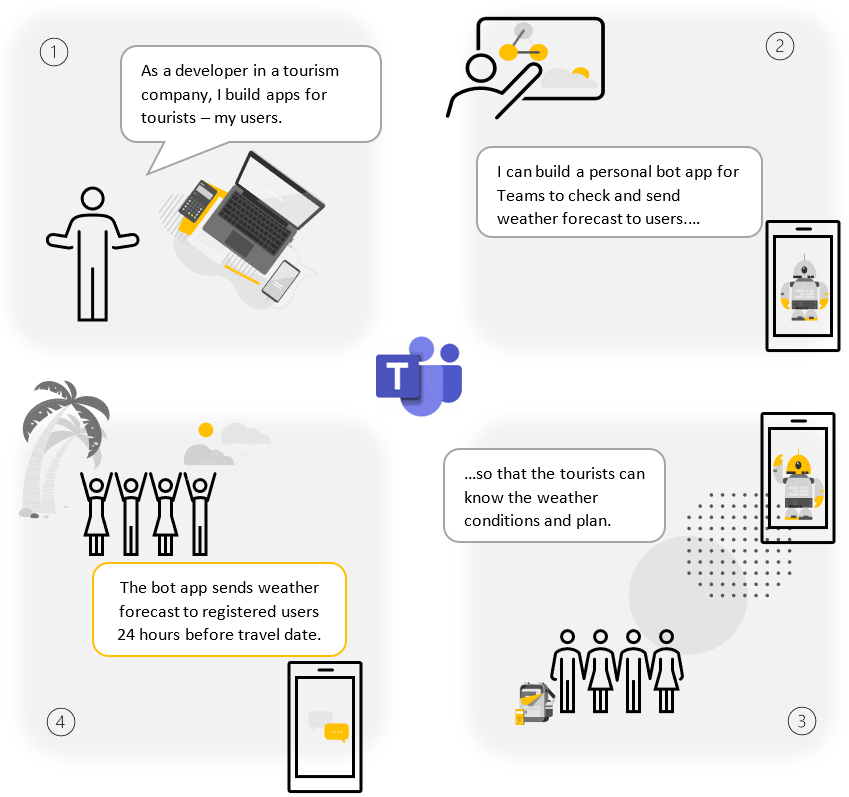 1
As a developer in a tourism
company, I build apps for
tourists – my users.
2
I can build a personal bot app for
Teams to check and send
weather forecast to users....
T
...so that the tourists can
know the weather
conditions and plan.
3
The bot app sends weather
forecast to registered users
24 hours before travel date.
4